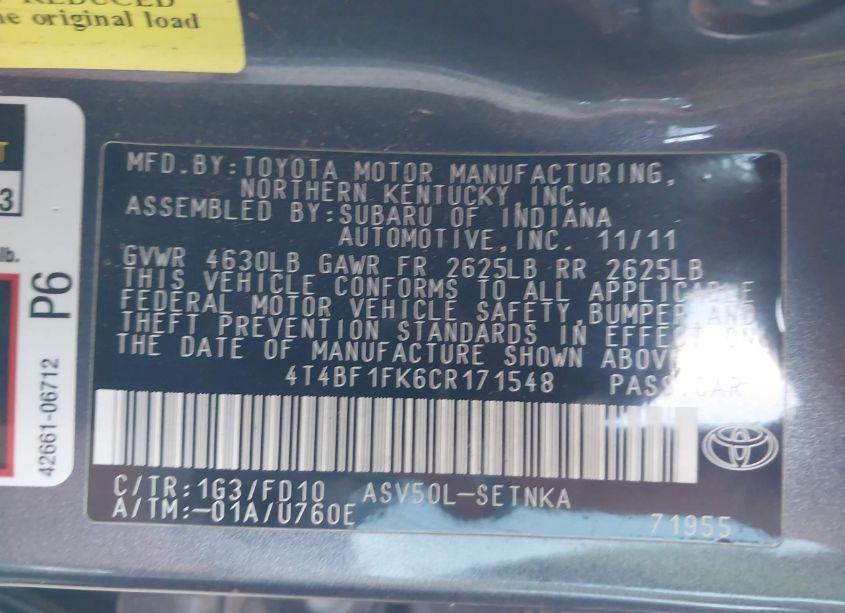 REDUCED
the original load
3
lb.
P6
42661-06712
MFD.BY:TOYOTA MOTOR MANUFACTURING,
NORTHERN KENTUCKY,INC.
ASSEMBLED BY:SUBARU OF INDIANA
AUTOMOTIVE,INC. 11/11
GVWR 4630LB GAWR FR 2625LB RR 2625LB
THIS VEHICLE CONFORMS TO ALL APPLICABLE
FEDERAL MOTOR VEHICLE SAFETY,BUMPER,AND
THEFT PREVENTION STANDARDS IN EFFECT ON
THE DATE OF MANUFACTURE SHOWN ABOVE.
4T4BF1FK6CR171548 PASS.CAR
C/TR:1G3/FD10 ASV50L-SETNKA
A/TM:-01A/U760E 71955